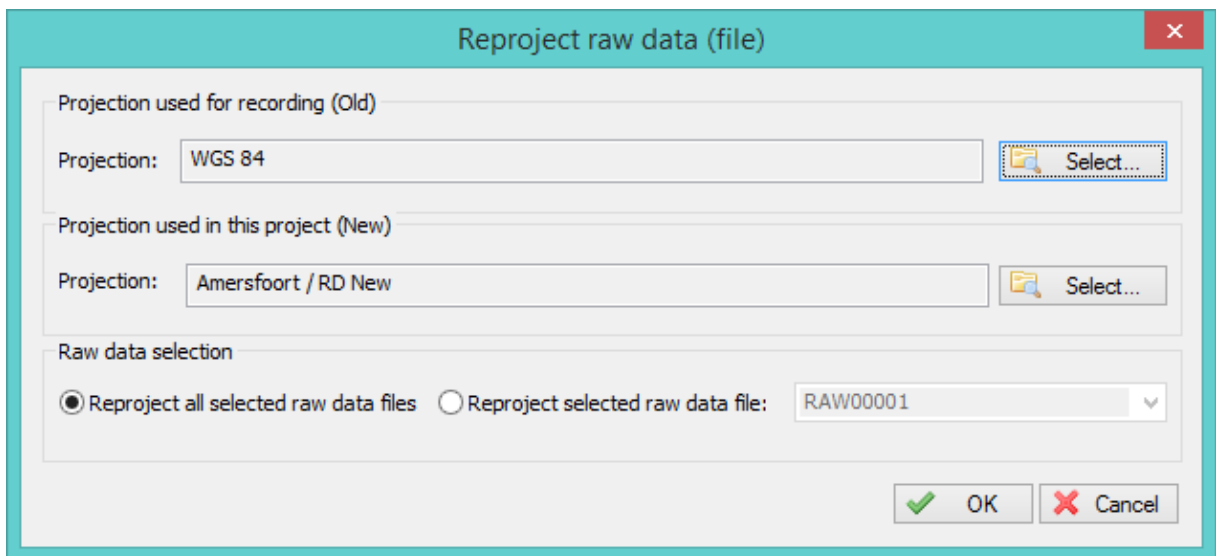 Reproject raw data (file)
Projection used for recording (Old)
Projection: WGS 84 Select...
Projection used in this project (New)
Projection: Amersfoort / RD New Select...
Raw data selection
Reproject all selected raw data files Reproject selected raw data file: RAW00001
OK Cancel